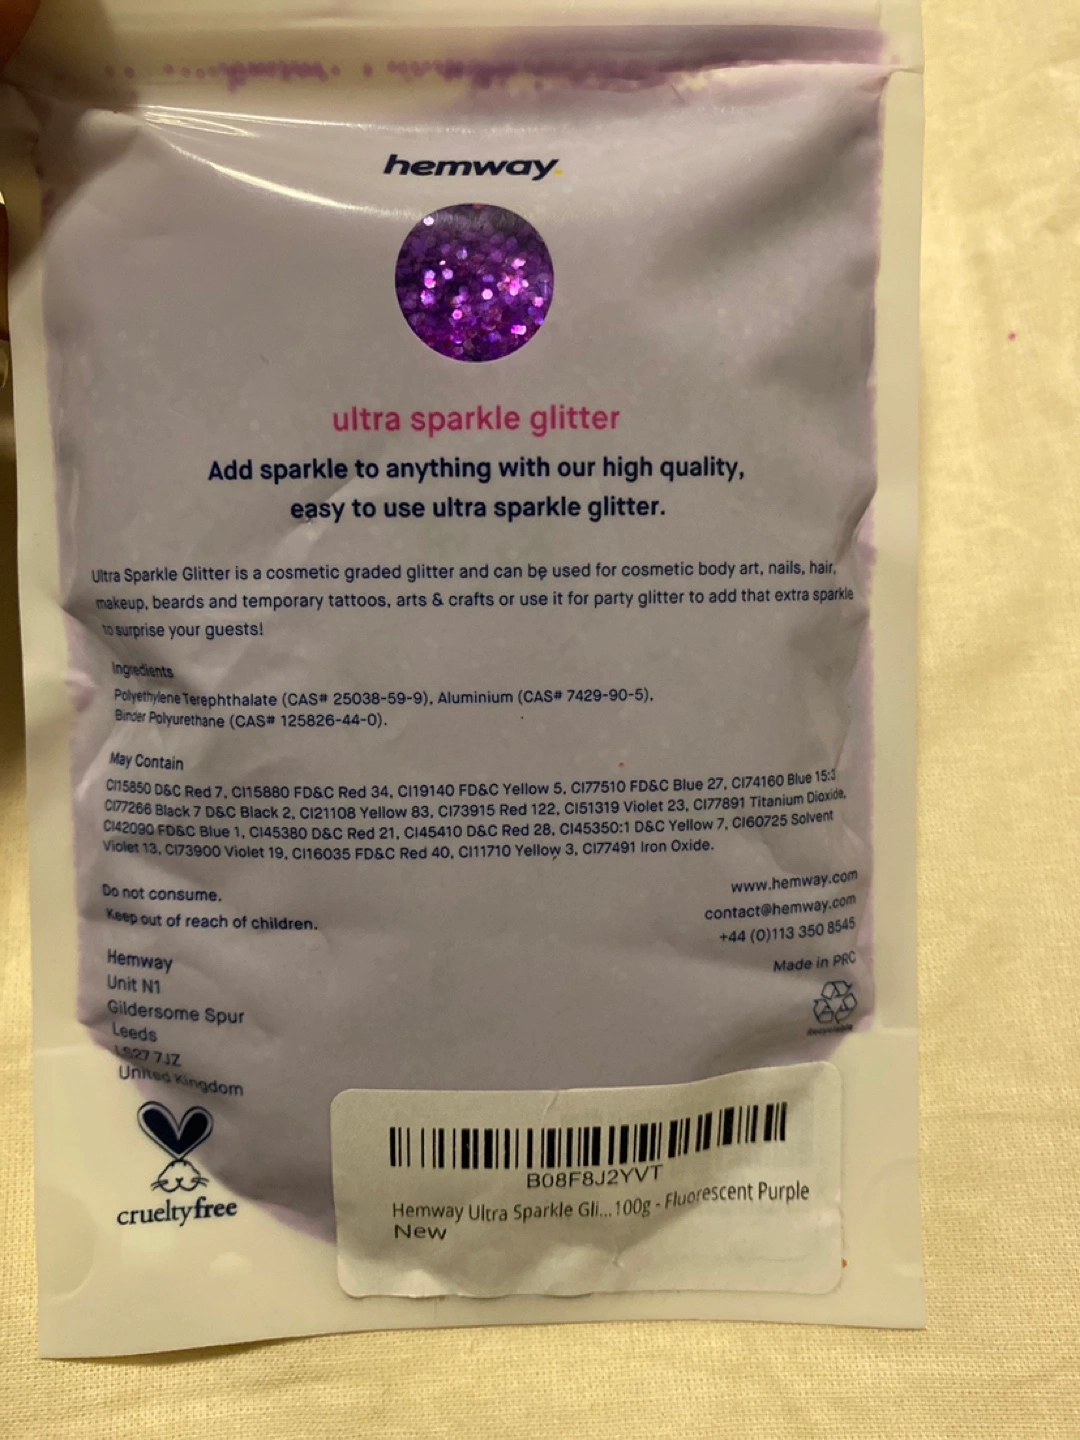 hemway.
ultra sparkle glitter
Add sparkle to anything with our high quality,
easy to use ultra sparkle glitter.
Ultra Sparkle Glitter is a cosmetic graded glitter and can be used for cosmetic body art, nails, hair,
makeup, beards and temporary tattoos, arts & crafts or use it for party glitter to add that extra sparkle
to surprise your guests!
Ingredients
Polyethylene Terephthalate (CAS# 25038-59-9), Aluminium (CAS# 7429-90-5),
Binder Polyurethane (CAS# 125826-44-0).
May Contain
CI15850 D&C Red 7, CI15880 FD&C Red 34, CI19140 FD&C Yellow 5, CI77510 FD&C Blue 27, CI74160 Blue 15:3
CI77266 Black 7 D&C Black 2, CI21108 Yellow 83, CI73915 Red 122, CI51319 Violet 23, CI77891 Titanium Dioxide,
CI42090 FD&C Blue 1, CI45380 D&C Red 21, CI45410 D&C Red 28, CI45350:1 D&C Yellow 7, CI60725 Solvent
Violet 13, CI73900 Violet 19, CI16035 FD&C Red 40, CI11710 Yellow 3, CI77491 Iron Oxide.
Do not consume.
Keep out of reach of children.
www.hemway.com
contact@hemway.com
+44 (0)113 350 8545
Made in PRC
Recyclable
Hemway
Unit N1
Gildersome Spur
Leeds
LS27 7JZ
United Kingdom
crueltyfree
B08F8J2YVT
Hemway Ultra Sparkle Gli...100g - Fluorescent Purple
New